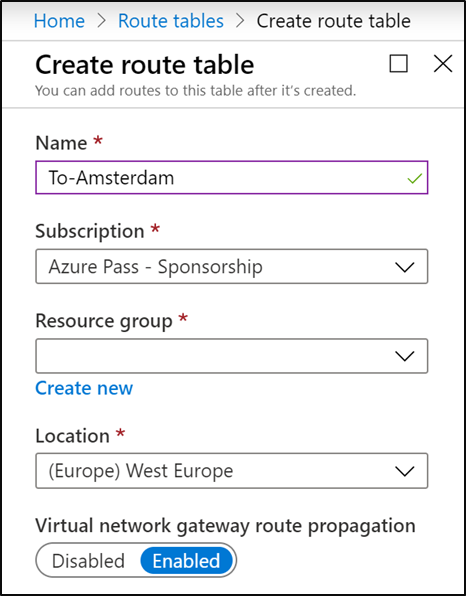 Home > Route tables > Create route table
Create route table
You can add routes to this table after it's created.
Name *
To-Amsterdam
Subscription *
Azure Pass - Sponsorship
Resource group *
Create new
Location *
(Europe) West Europe
Virtual network gateway route propagation
Disabled Enabled